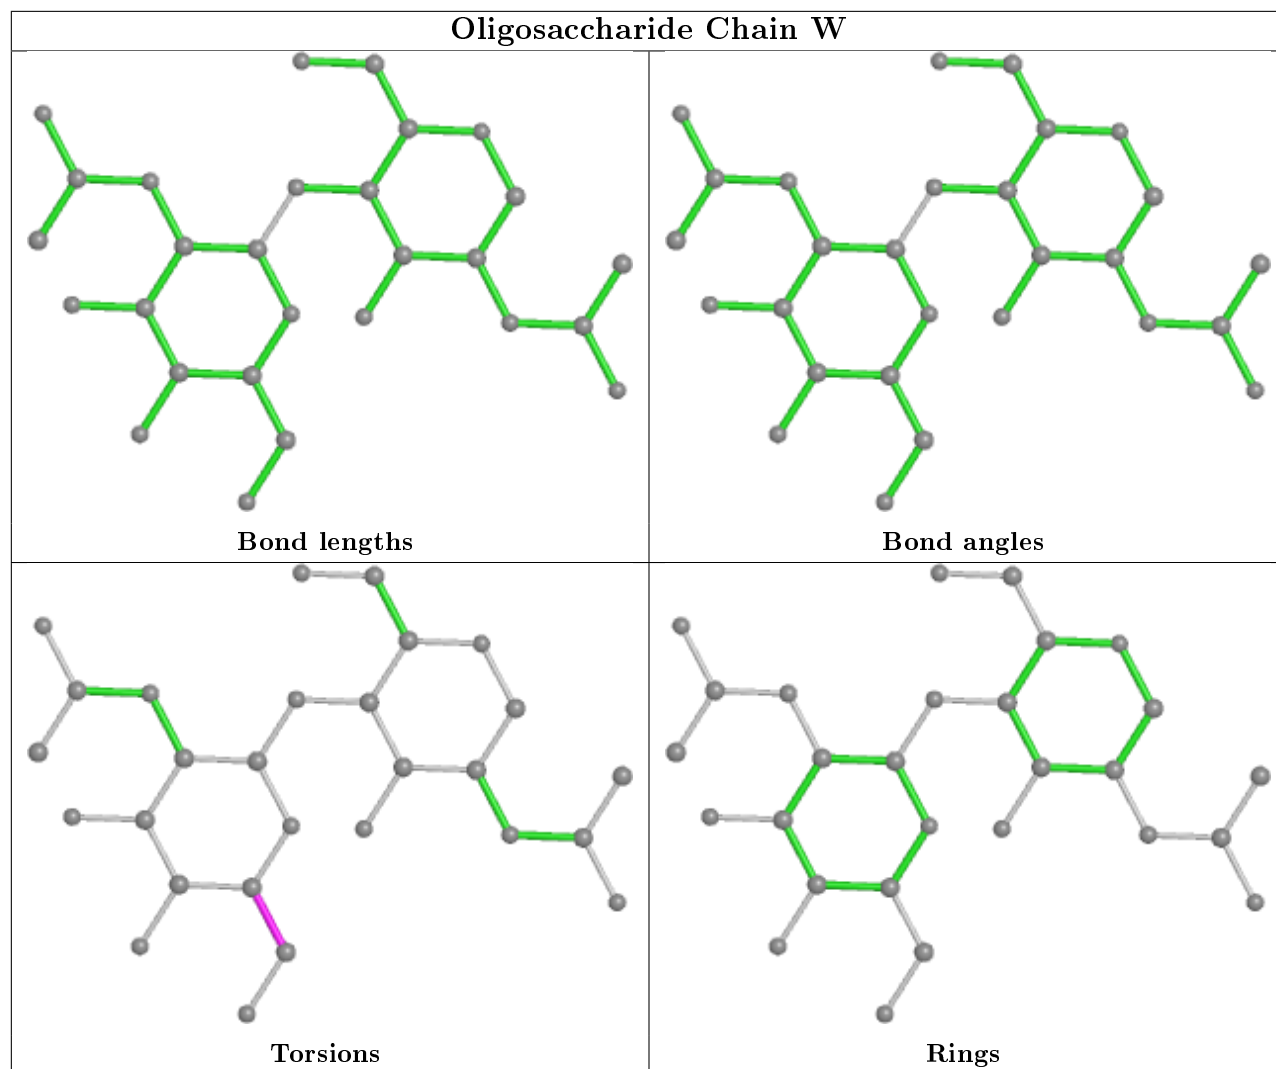 Oligosaccharide Chain W
Bond lengths
Bond angles
Torsions
Rings